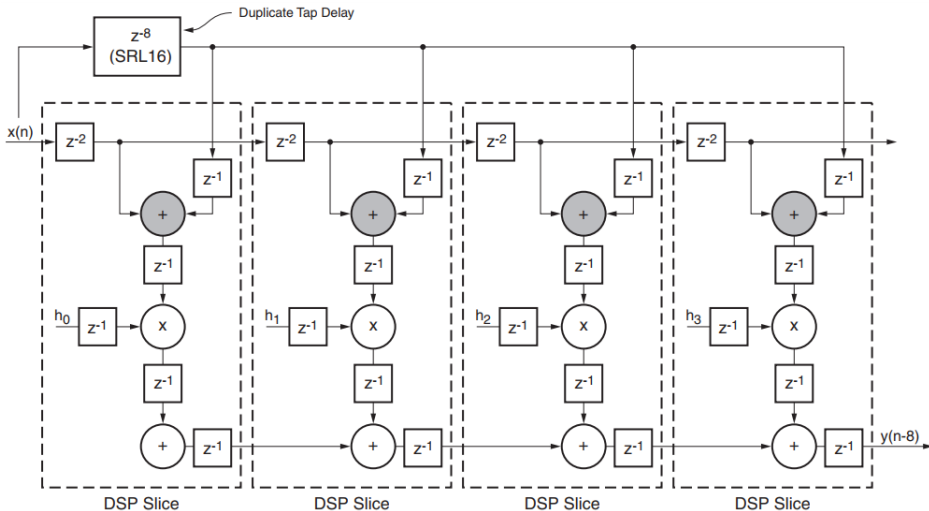 Duplicate Tap Delay
z-8
(SRL16)
x(n)
z-2
z-2
z-2
z-2
z-1
z-1
z-1
z-1
+
+
+
+
z-1
z-1
z-1
z-1
h0
z-1
x
h1
z-1
x
h2
z-1
x
h3
z-1
x
z-1
z-1
z-1
z-1
+
z-1
+
z-1
+
z-1
+
z-1
y(n-8)
DSP Slice
DSP Slice
DSP Slice
DSP Slice